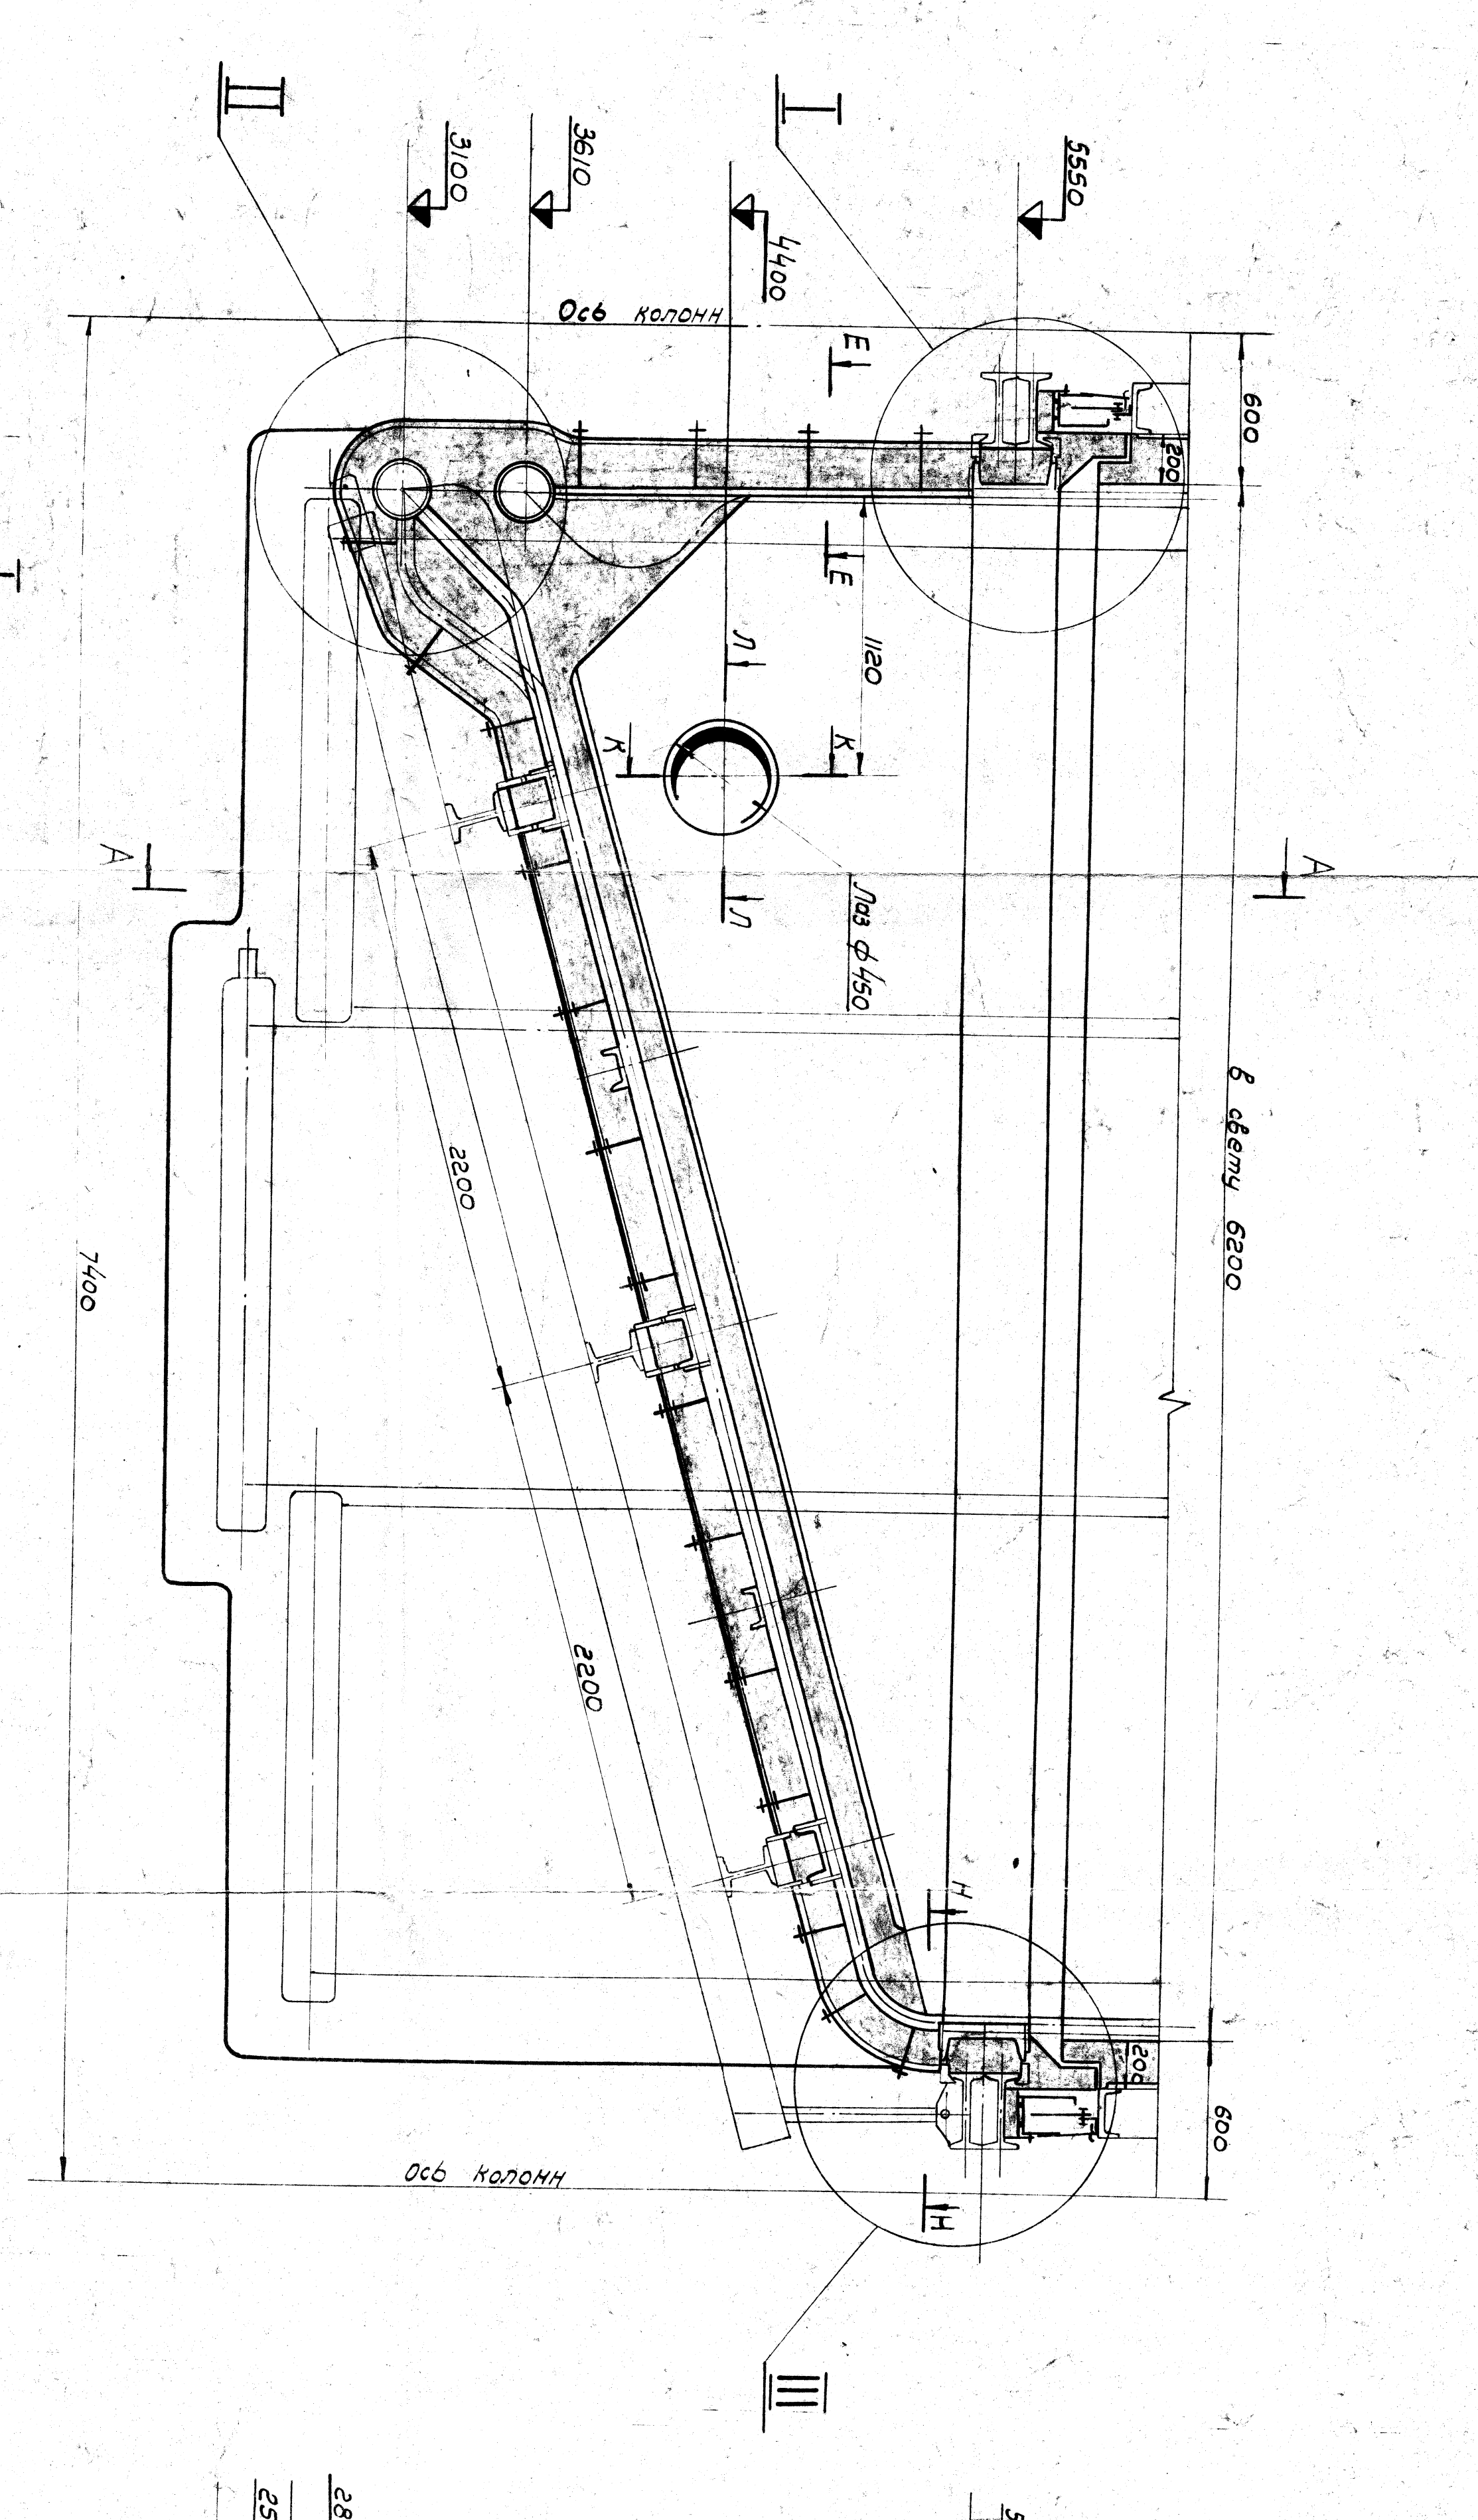 II
I
3100
3610
4400
5550
Ось колонн
600
200
Е
Е
1120
Л
К
К
Л
Лаз ф450
А
А
в свету 6200
2200
7400
2200
Н
200
600
Ось колонн
Н
III